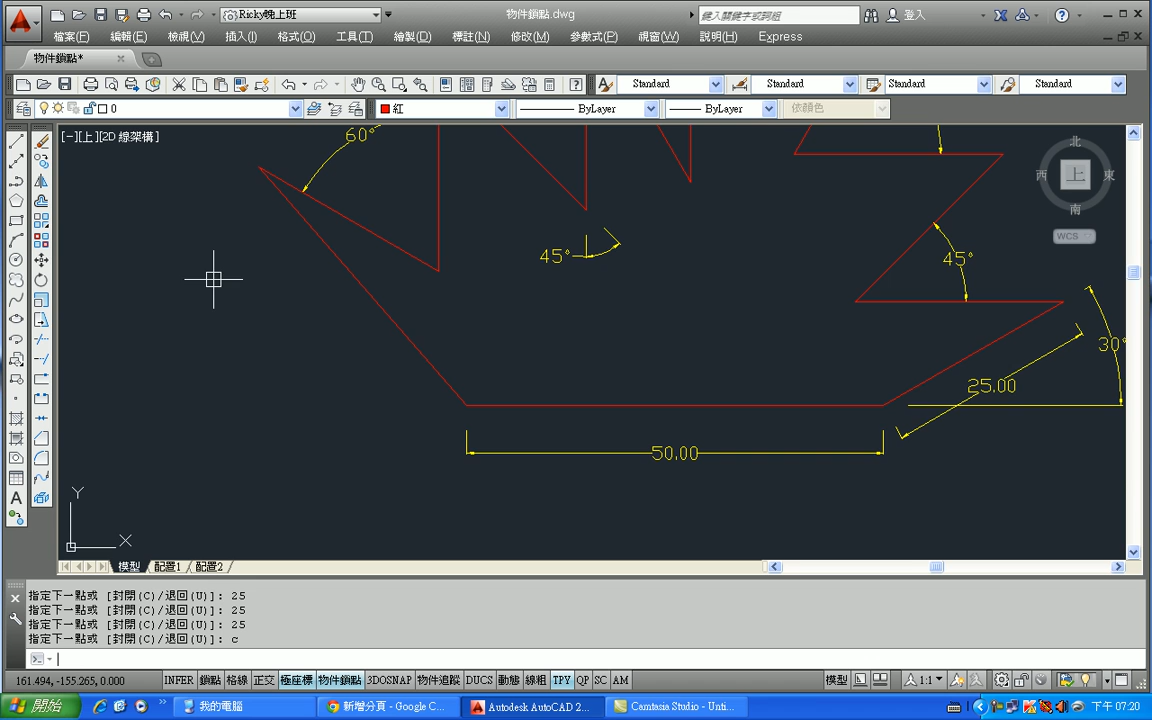 Ricky晚上班
物件鎖點.dwg
鍵入關鍵字或詞組
登入
檔案(F) 編輯(E) 檢視(V) 插入(I) 格式(O) 工具(T) 繪製(D) 標註(N) 修改(M) 參數式(P) 視窗(W) 說明(H) Express
物件鎖點*
Standard Standard Standard Standard
0 紅 ByLayer ByLayer 依顏色
[-][上][2D 線架構]
60°
北
西 上 東
南
WCS
45°
45°
30°
25.00
50.00
Y
X
模型 配置1 配置2
指定下一點或 [封閉(C)/退回(U)]: 25
指定下一點或 [封閉(C)/退回(U)]: 25
指定下一點或 [封閉(C)/退回(U)]: 25
指定下一點或 [封閉(C)/退回(U)]: c
161.494, -155.265, 0.000 INFER 鎖點 格線 正交 極座標 物件鎖點 3DOSNAP 物件追蹤 DUCS 動態 線粗 TPY QP SC AM 模型 1:1
開始 我的電腦 新增分頁 - Google C... Autodesk AutoCAD 2... Camtasia Studio - Unti... 下午 07:20